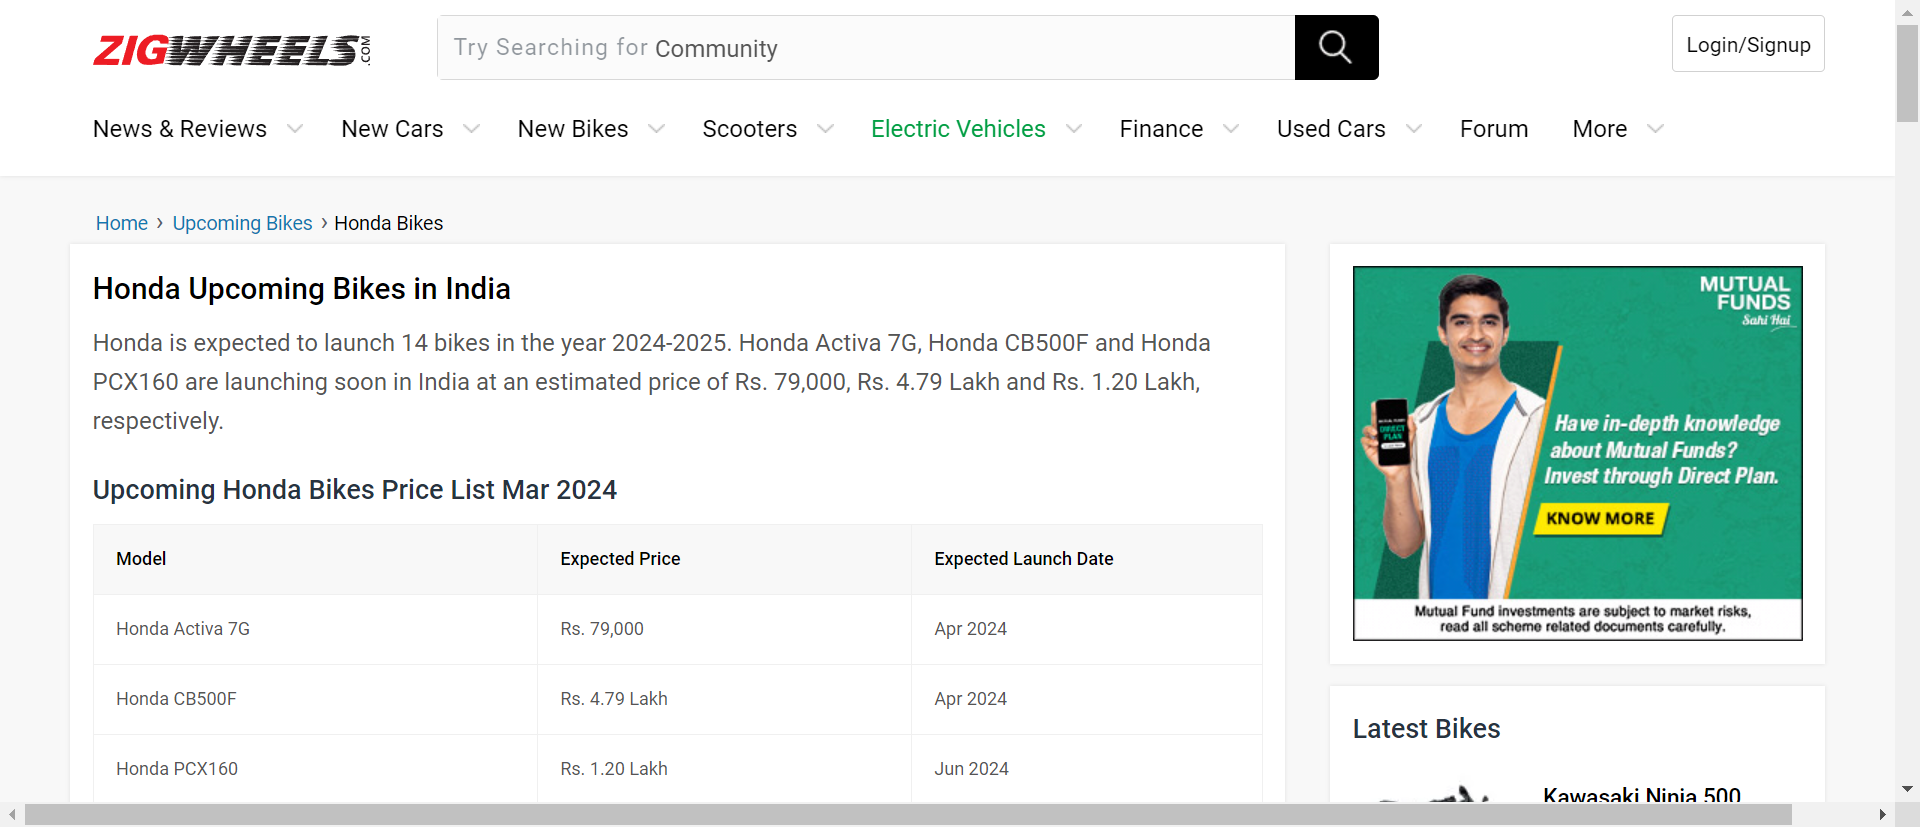 ZIGWHEELS.COM
Try Searching for Community
Login/Signup
News & Reviews New Cars New Bikes Scooters Electric Vehicles Finance Used Cars Forum More
Home › Upcoming Bikes › Honda Bikes
Honda Upcoming Bikes in India
Honda is expected to launch 14 bikes in the year 2024-2025. Honda Activa 7G, Honda CB500F and Honda
PCX160 are launching soon in India at an estimated price of Rs. 79,000, Rs. 4.79 Lakh and Rs. 1.20 Lakh,
respectively.
Upcoming Honda Bikes Price List Mar 2024
Model Expected Price Expected Launch Date
Honda Activa 7G Rs. 79,000 Apr 2024
Honda CB500F Rs. 4.79 Lakh Apr 2024
Honda PCX160 Rs. 1.20 Lakh Jun 2024
MUTUAL
FUNDS
Sahi Hai
MUTUAL FUND
DIRECT
PLAN
Have in-depth knowledge
about Mutual Funds?
Invest through Direct Plan.
KNOW MORE
Mutual Fund investments are subject to market risks,
read all scheme related documents carefully.
Latest Bikes
Kawasaki Ninja 500